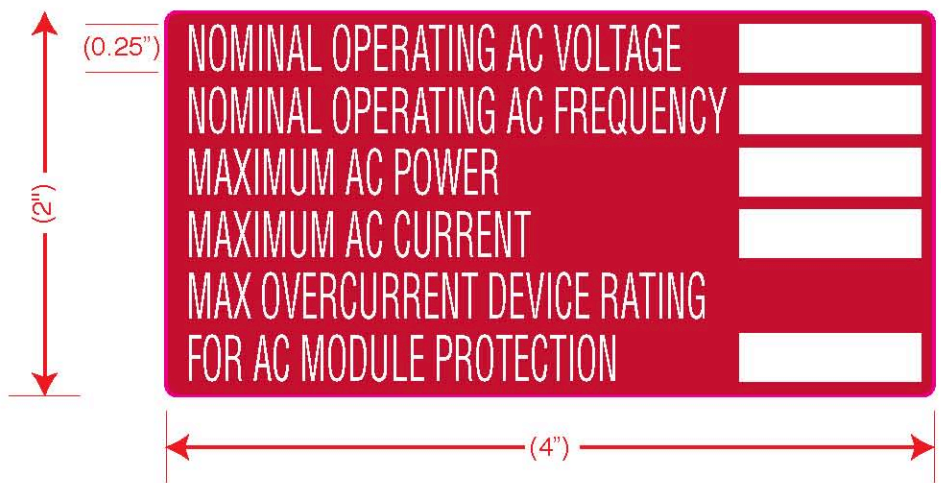 (0.25”)
NOMINAL OPERATING AC VOLTAGE
NOMINAL OPERATING AC FREQUENCY
MAXIMUM AC POWER
(2")
MAXIMUM AC CURRENT
MAX OVERCURRENT DEVICE RATING
FOR AC MODULE PROTECTION
(4”)